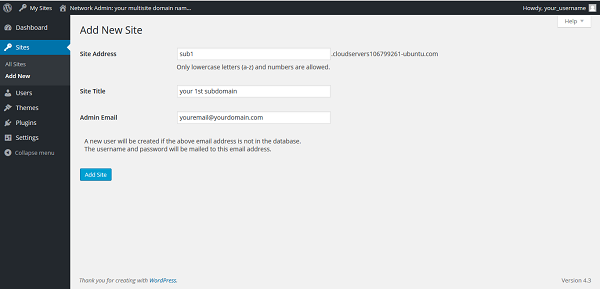 My Sites
Network Admin: your multisite domain nam...
Howdy, your_username
Help
Dashboard
Sites
All Sites
Add New
Users
Themes
Plugins
Settings
Collapse menu
Add New Site
Site Address
sub1
.cloudservers106799261-ubuntu.com
Only lowercase letters (a-z) and numbers are allowed.
Site Title
your 1st subdomain
Admin Email
youremail@yourdomain.com
A new user will be created if the above email address is not in the database.
The username and password will be mailed to this email address.
Add Site
Thank you for creating with WordPress.
Version 4.3